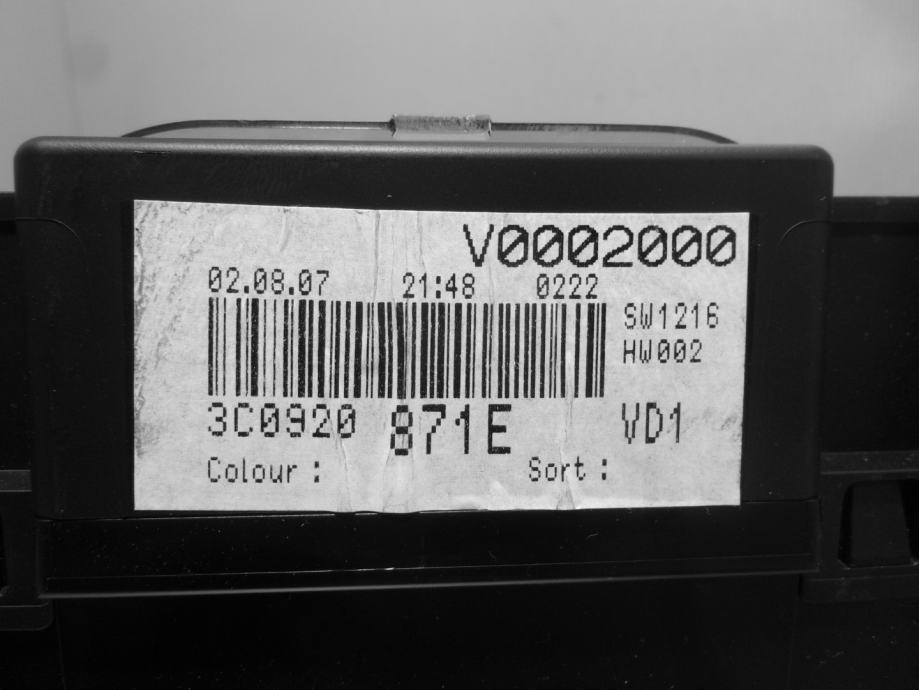 V0002000
02.08.07 21:48 0222
SW1216
HW002
3C0920 871E VD1
Colour : Sort :